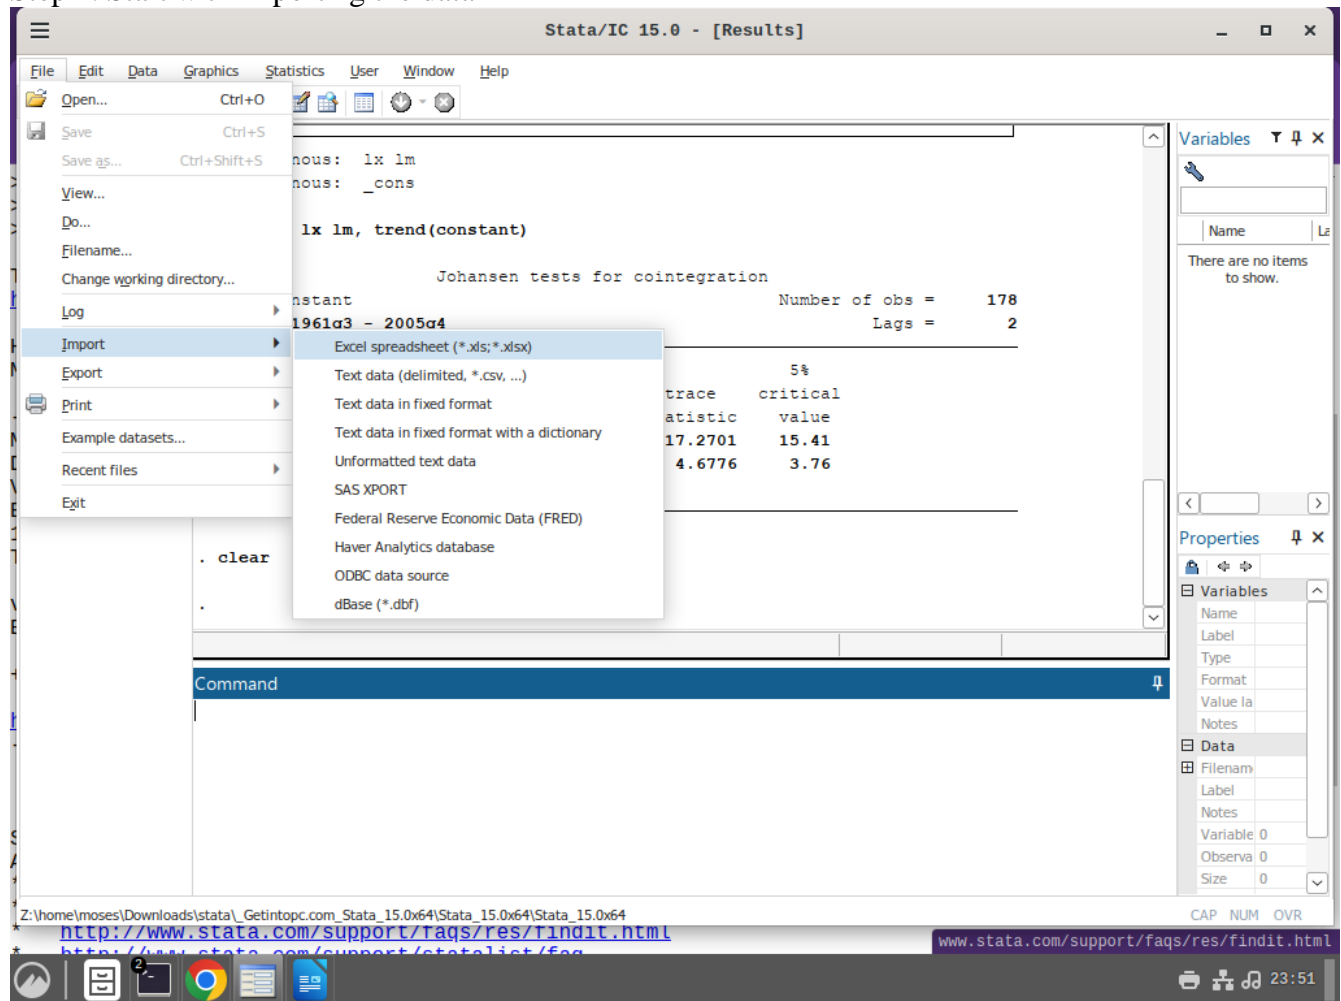 Stata/IC 15.0 - [Results]
File Edit Data Graphics Statistics User Window Help
Open... Ctrl+O
Save Ctrl+S
Save as... Ctrl+Shift+S
View...
Do...
Filename...
Change working directory...
Log
Import
Export
Print
Example datasets...
Recent files
Exit
Excel spreadsheet (*.xls;*.xlsx)
Text data (delimited, *.csv, ...)
Text data in fixed format
Text data in fixed format with a dictionary
Unformatted text data
SAS XPORT
Federal Reserve Economic Data (FRED)
Haver Analytics database
ODBC data source
dBase (*.dbf)
nous: lx lm
nous: _cons
lx lm, trend(constant)
Johansen tests for cointegration
nstant Number of obs = 178
1961q3 - 2005q4 Lags = 2
5%
trace critical
atistic value
17.2701 15.41
4.6776 3.76
. clear
.
Command
Variables
Name La
There are no items
to show.
Properties
Variables
Name
Label
Type
Format
Value la
Notes
Data
Filenam
Label
Notes
Variable 0
Observa 0
Size 0
Z:\home\moses\Downloads\stata\_Getintopc.com_Stata_15.0x64\Stata_15.0x64\Stata_15.0x64
CAP NUM OVR
* http://www.stata.com/support/faqs/res/findit.html
www.stata.com/support/faqs/res/findit.html
2
23:51